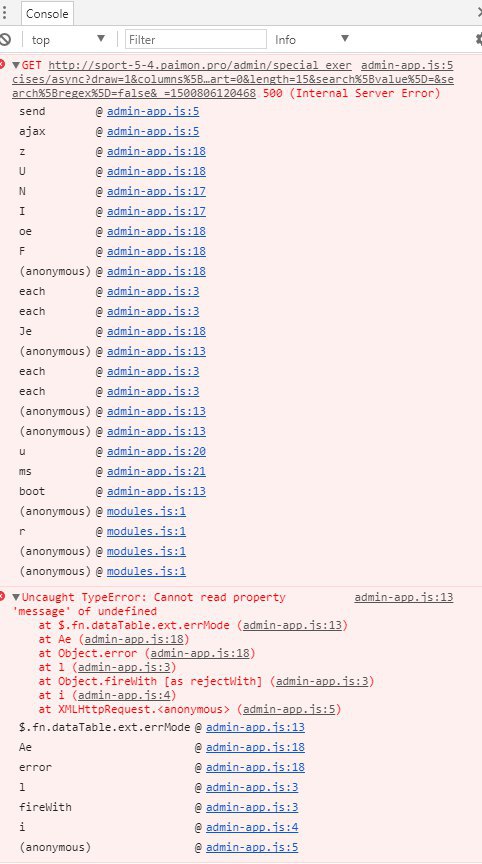 Console
top Filter Info
GET http://sport-5-4.paimon.pro/admin/special_exer admin-app.js:5
cises/async?draw=1&columns%5B…art=0&length=15&search%5Bvalue%5D=&se
arch%5Bregex%5D=false&_=1500806120468 500 (Internal Server Error)
send @ admin-app.js:5
ajax @ admin-app.js:5
z @ admin-app.js:18
U @ admin-app.js:18
N @ admin-app.js:17
I @ admin-app.js:17
oe @ admin-app.js:18
F @ admin-app.js:18
(anonymous) @ admin-app.js:18
each @ admin-app.js:3
each @ admin-app.js:3
Je @ admin-app.js:18
(anonymous) @ admin-app.js:13
each @ admin-app.js:3
each @ admin-app.js:3
(anonymous) @ admin-app.js:13
(anonymous) @ admin-app.js:13
u @ admin-app.js:20
ms @ admin-app.js:21
boot @ admin-app.js:13
(anonymous) @ modules.js:1
r @ modules.js:1
(anonymous) @ modules.js:1
(anonymous) @ modules.js:1
Uncaught TypeError: Cannot read property admin-app.js:13
'message' of undefined
at $.fn.dataTable.ext.errMode (admin-app.js:13)
at Ae (admin-app.js:18)
at Object.error (admin-app.js:18)
at l (admin-app.js:3)
at Object.fireWith [as rejectWith] (admin-app.js:3)
at i (admin-app.js:4)
at XMLHttpRequest.<anonymous> (admin-app.js:5)
$.fn.dataTable.ext.errMode @ admin-app.js:13
Ae @ admin-app.js:18
error @ admin-app.js:18
l @ admin-app.js:3
fireWith @ admin-app.js:3
i @ admin-app.js:4
(anonymous) @ admin-app.js:5